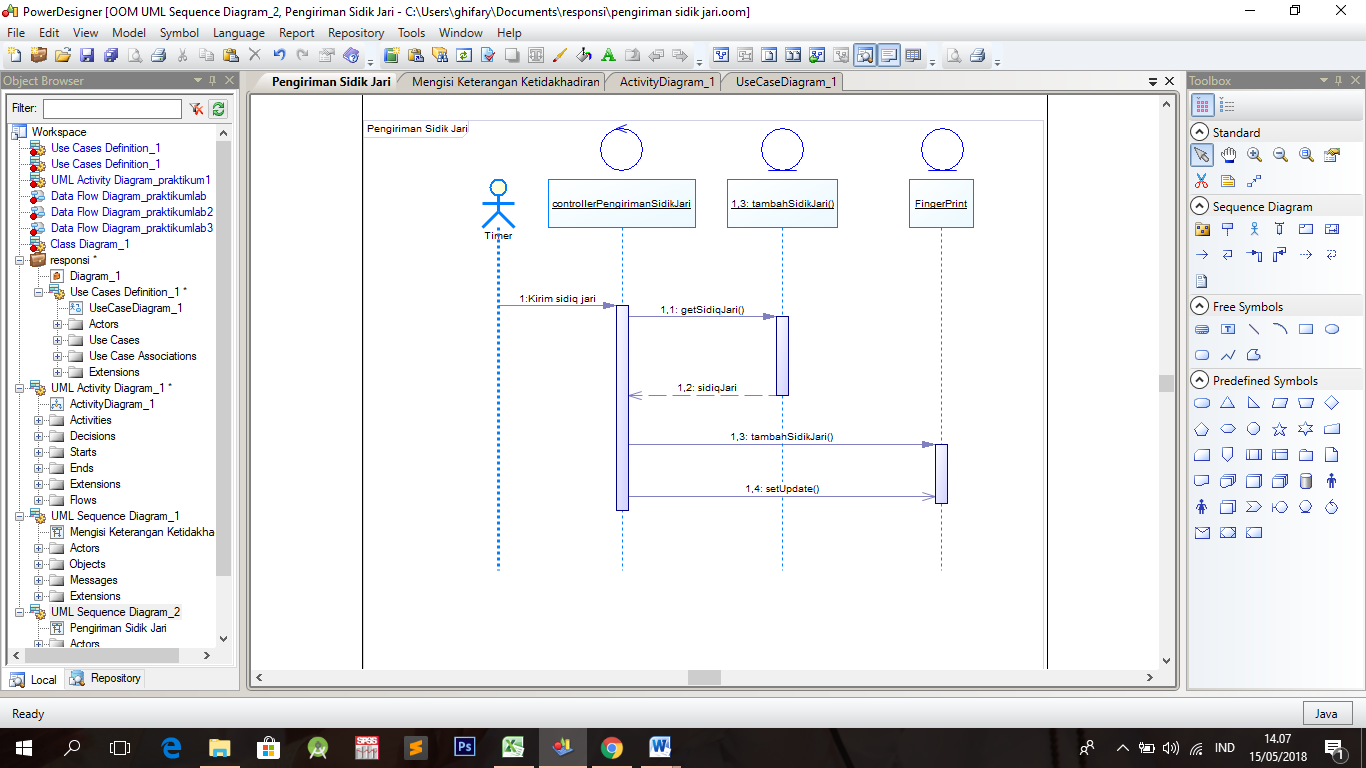 PowerDesigner [OOM UML Sequence Diagram_2, Pengiriman Sidik Jari - C:\Users\ghifary\Documents\responsi\pengiriman sidik jari.oom]
File Edit View Model Symbol Language Report Repository Tools Window Help
Object Browser
Filter:
Workspace
Use Cases Definition_1
Use Cases Definition_1
UML Activity Diagram_praktikum1
Data Flow Diagram_praktikumlab
Data Flow Diagram_praktikumlab2
Data Flow Diagram_praktikumlab3
Class Diagram_1
responsi *
Diagram_1
Use Cases Definition_1 *
UseCaseDiagram_1
Actors
Use Cases
Use Case Associations
Extensions
UML Activity Diagram_1 *
ActivityDiagram_1
Activities
Decisions
Starts
Ends
Extensions
Flows
UML Sequence Diagram_1
Mengisi Keterangan Ketidakha
Actors
Objects
Messages
Extensions
UML Sequence Diagram_2
Pengiriman Sidik Jari
Actors
Local Repository
Pengiriman Sidik Jari Mengisi Keterangan Ketidakhadiran ActivityDiagram_1 UseCaseDiagram_1
Pengiriman Sidik Jari
Timer
controllerPengirimanSidikJari
1,3: tambahSidikJari()
FingerPrint
1:Kirim sidiq jari
1,1: getSidiqJari()
1,2: sidiqJari
1,3: tambahSidikJari()
1,4: setUpdate()
Toolbox
Standard
Sequence Diagram
Free Symbols
Predefined Symbols
Ready
Java
Ps
W
IND
14.07
15/05/2018
1